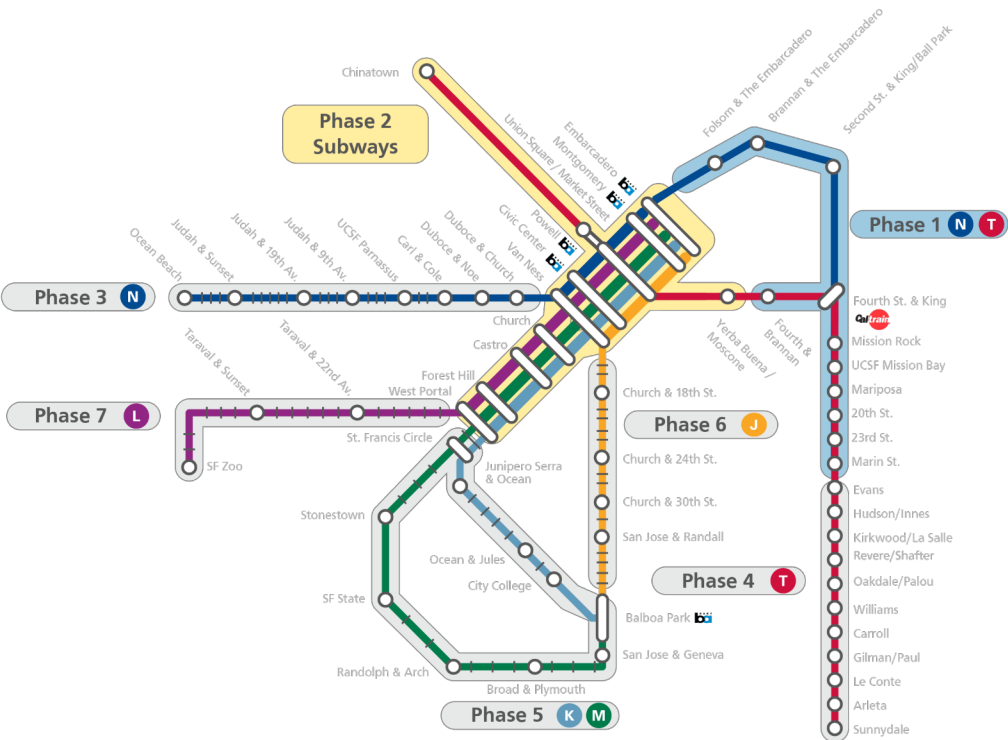 Chinatown
Phase 2
Subways
Union Square / Market Street
Embarcadero
Montgomery
ba
ba
Powell
ba
Civic Center
ba
Van Ness
Folsom & The Embarcadero
Brannan & The Embarcadero
Second St. & King/Ball Park
Phase 1 N T
Ocean Beach
Judah & Sunset
Judah & 19th Av.
Judah & 9th Av.
UCSF Parnassus
Carl & Cole
Duboce & Noe
Duboce & Church
Phase 3 N
Church
Castro
Forest Hill
West Portal
Yerba Buena /
Moscone
Fourth &
Brannan
Fourth St. & King
Caltrain
Mission Rock
UCSF Mission Bay
Mariposa
20th St.
23rd St.
Marin St.
Taraval & Sunset
Taraval & 22nd Av.
Phase 7 L
SF Zoo
St. Francis Circle
Junipero Serra
& Ocean
Church & 18th St.
Phase 6 J
Church & 24th St.
Church & 30th St.
San Jose & Randall
Stonestown
Ocean & Jules
City College
SF State
Phase 4 T
Balboa Park ba
San Jose & Geneva
Randolph & Arch
Broad & Plymouth
Phase 5 K M
Evans
Hudson/Innes
Kirkwood/La Salle
Revere/Shafter
Oakdale/Palou
Williams
Carroll
Gilman/Paul
Le Conte
Arleta
Sunnydale